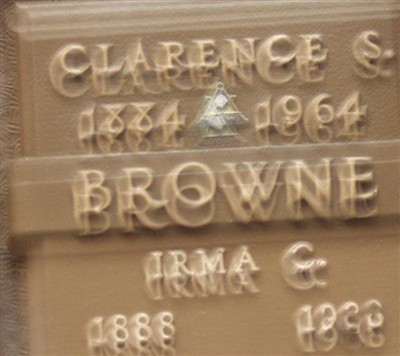 CLARENCE S.
1884 1964
BROWNE
IRMA C.
1888